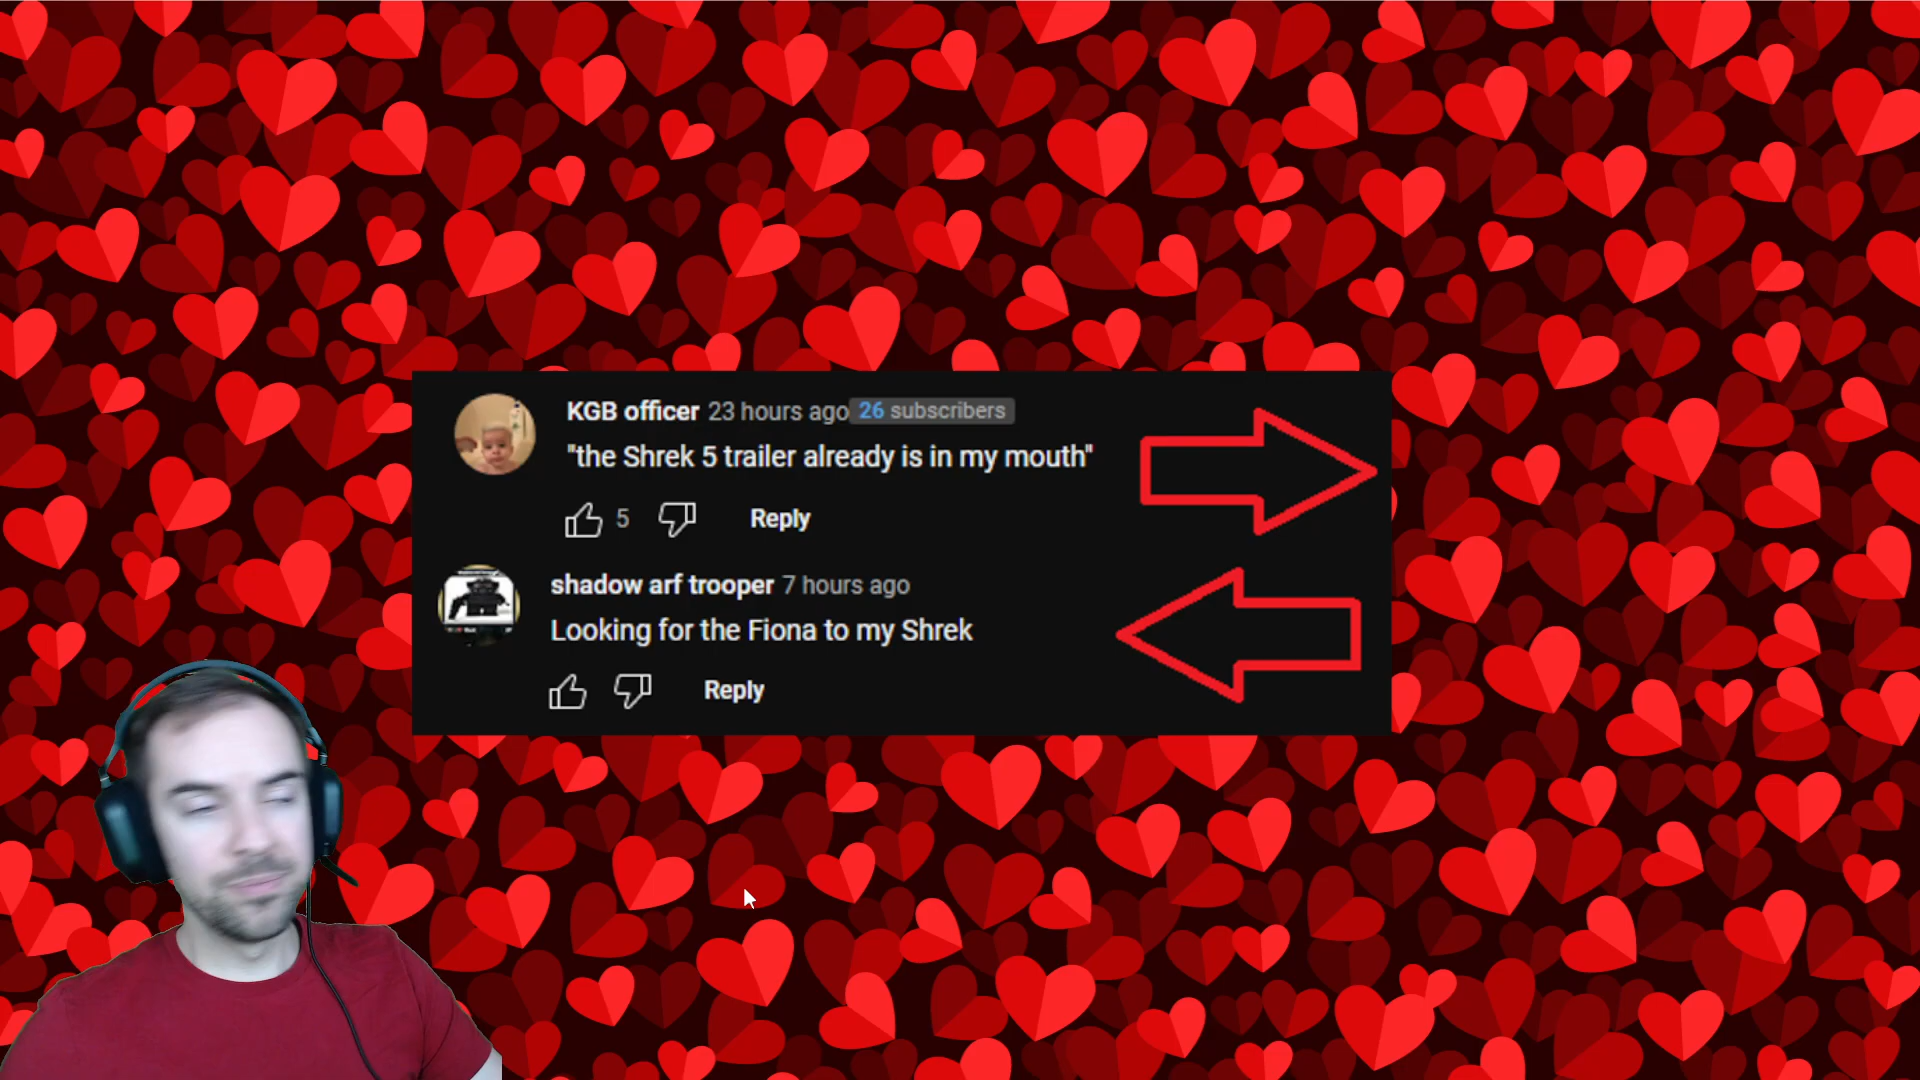 KGB officer 23 hours ago 26 subscribers
"the Shrek 5 trailer already is in my mouth"
5 Reply
shadow arf trooper 7 hours ago
Looking for the Fiona to my Shrek
Reply